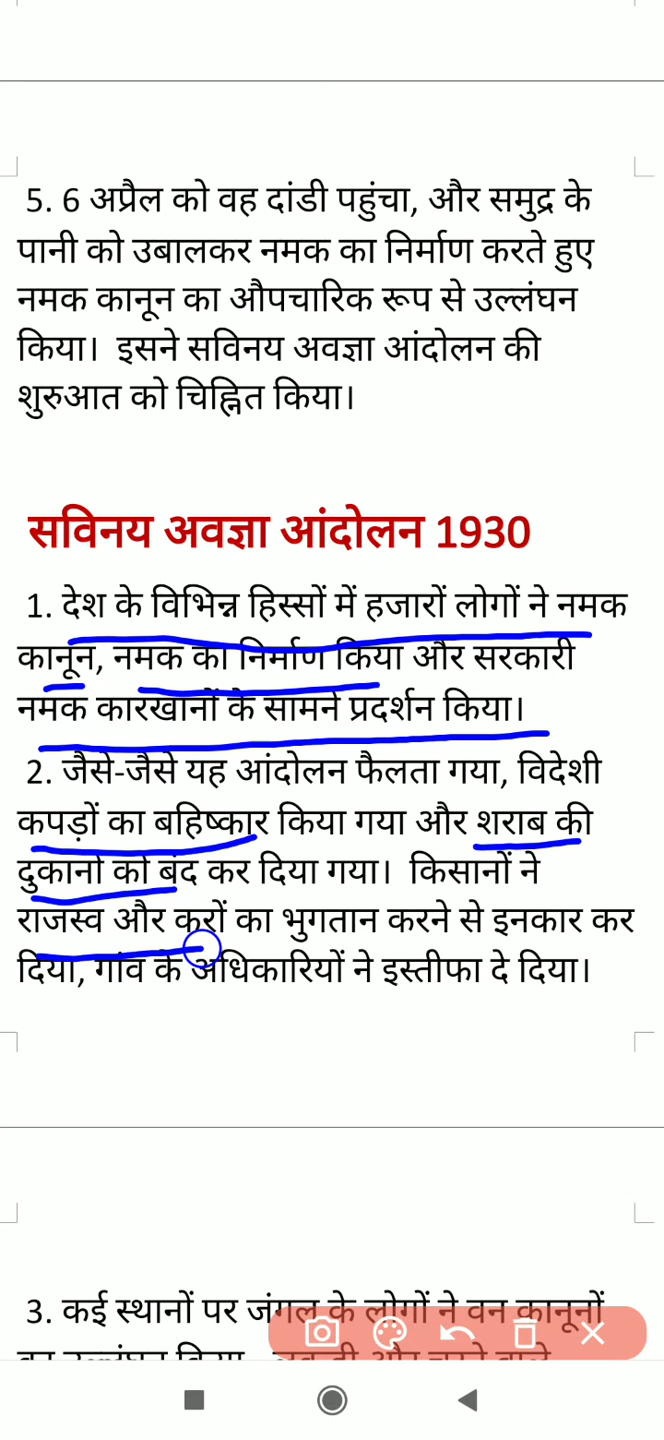 5. 6 अप्रैल को वह दांडी पहुंचा, और समुद्र के
पानी को उबालकर नमक का निर्माण करते हुए
नमक कानून का औपचारिक रूप से उल्लंघन
किया। इसने सविनय अवज्ञा आंदोलन की
शुरुआत को चिह्नित किया।
सविनय अवज्ञा आंदोलन 1930
1. देश के विभिन्न हिस्सों में हजारों लोगों ने नमक
कानून, नमक का निर्माण किया और सरकारी
नमक कारखानों के सामने प्रदर्शन किया।
2. जैसे-जैसे यह आंदोलन फैलता गया, विदेशी
कपड़ों का बहिष्कार किया गया और शराब की
दुकानों को बंद कर दिया गया। किसानों ने
राजस्व और करों का भुगतान करने से इनकार कर
दिया, गांव के अधिकारियों ने इस्तीफा दे दिया।
3. कई स्थानों पर जंगल के लोगों ने वन कानूनों